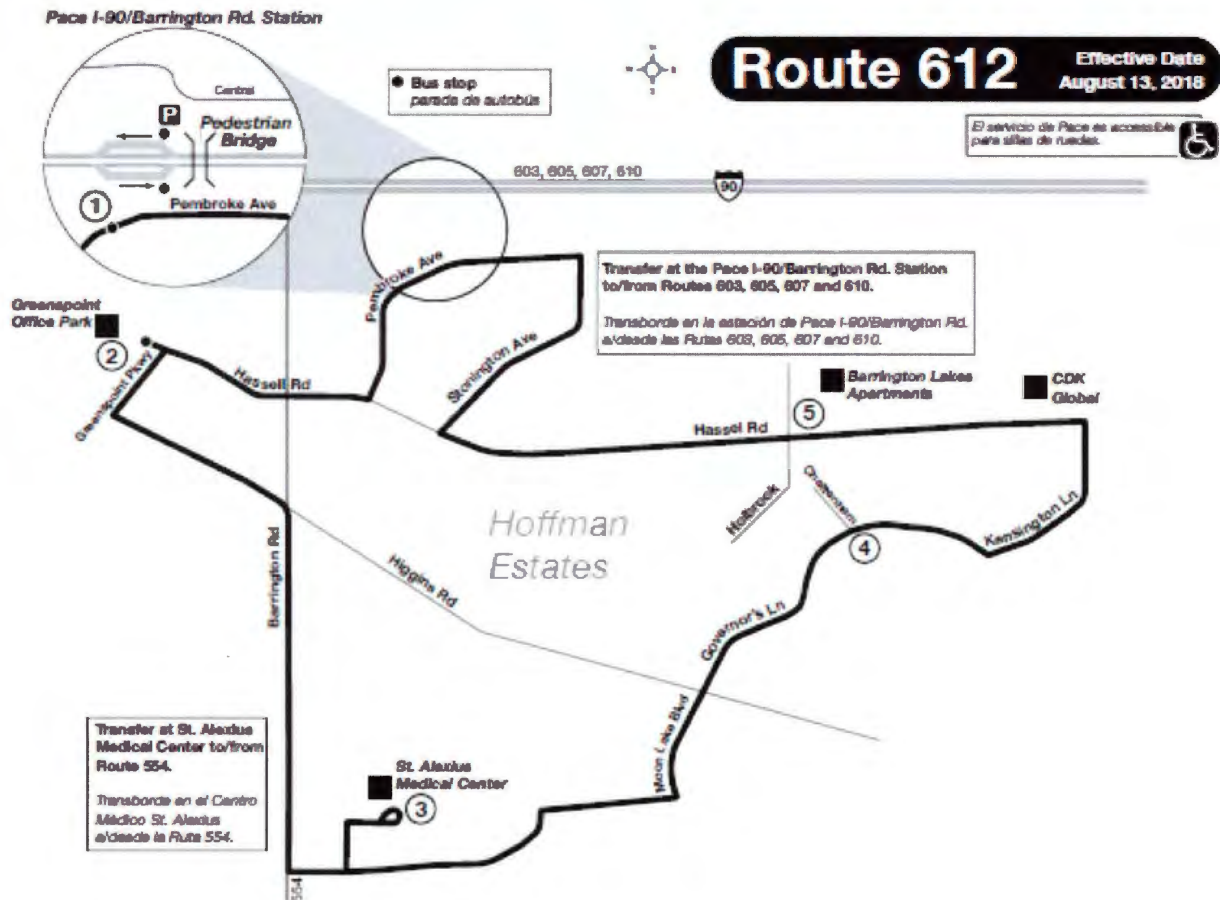 Pace I-90/Barrington Rd. Station
Route 612
Effective Date
August 13, 2018
Bus stop
parada de autobús
El servicio de Pace es accessible
para sillas de ruedas.
Central
P
Pedestrian
Bridge
603, 605, 607, 610
90
1
Pembroke Ave
Pembroke Ave
Transfer at the Pace I-90/Barrington Rd. Station
to/from Routes 603, 605, 607 and 610.
Transborde en la estación de Pace I-90/Barrington Rd.
a/desde las Rutas 603, 605, 607 and 610.
Greenspoint
Office Park
2
Greenspoint Pkwy
Hassell Rd
Stonington Ave
Barrington Lakes
Apartments
CDK
Global
5
Hassel Rd
Holbrook
Chattenham
4
Kensington Ln
Hoffman
Estates
Barrington Rd
Higgins Rd
Governor's Ln
Moon Lake Blvd
Transfer at St. Alexius
Medical Center to/from
Route 554.
Transborde en el Centro
Médico St. Alexius
a/desde la Ruta 554.
St. Alexius
Medical Center
3
554